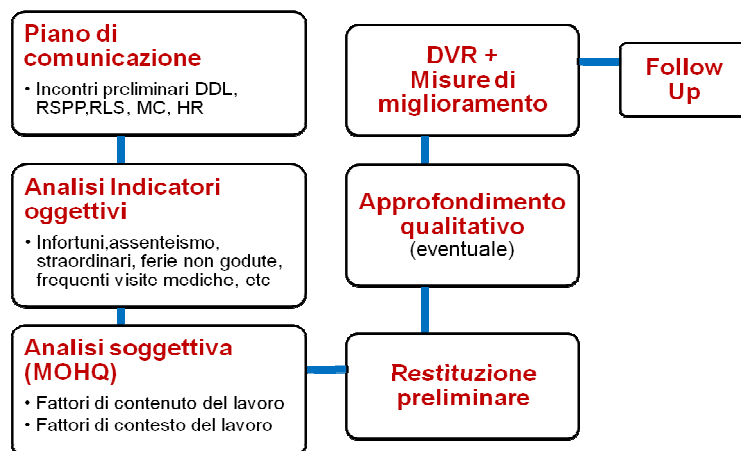 Piano di
comunicazione
• Incontri preliminari DDL,
RSPP,RLS, MC, HR
Analisi Indicatori
oggettivi
• Infortuni,assenteismo,
straordinari, ferie non godute,
frequenti visite mediche, etc
Analisi soggettiva
(MOHQ)
• Fattori di contenuto del lavoro
• Fattori di contesto del lavoro
Restituzione
preliminare
Approfondimento
qualitativo
(eventuale)
DVR +
Misure di
miglioramento
Follow
Up